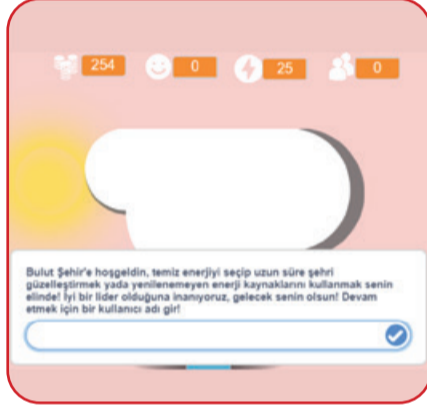 254 0 25 0
Bulut Şehir'e hoşgeldin, temiz enerjiyi seçip uzun süre şehri
güzelleştirmek yada yenilenemeyen enerji kaynaklarını kullanmak senin
elinde! İyi bir lider olduğuna inanıyoruz, gelecek senin olsun! Devam
etmek için bir kullanıcı adı gir!